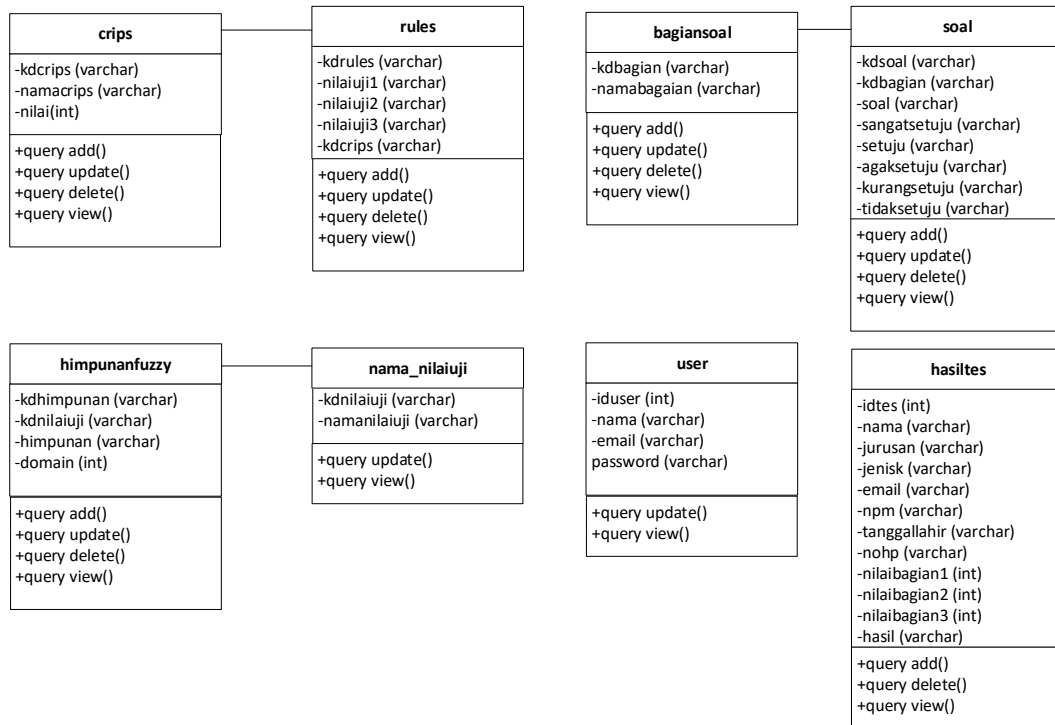 crips
-kdcrips (varchar)
-namacrips (varchar)
-nilai(int)
+query add()
+query update()
+query delete()
+query view()
rules
-kdrules (varchar)
-nilaiuji1 (varchar)
-nilaiuji2 (varchar)
-nilaiuji3 (varchar)
-kdcrips (varchar)
+query add()
+query update()
+query delete()
+query view()
bagiansoal
-kdbagian (varchar)
-namabagaian (varchar)
+query add()
+query update()
+query delete()
+query view()
soal
-kdsoal (varchar)
-kdbagian (varchar)
-soal (varchar)
-sangatsetuju (varchar)
-setuju (varchar)
-agaksetuju (varchar)
-kurangsetuju (varchar)
-tidaksetuju (varchar)
+query add()
+query update()
+query delete()
+query view()
himpunanfuzzy
-kdhimpunan (varchar)
-kdnilaiuji (varchar)
-himpunan (varchar)
-domain (int)
+query add()
+query update()
+query delete()
+query view()
nama_nilaiuji
-kdnilaiuji (varchar)
-namanilaiuji (varchar)
+query update()
+query view()
user
-iduser (int)
-nama (varchar)
-email (varchar)
password (varchar)
+query update()
+query view()
hasiltes
-idtes (int)
-nama (varchar)
-jurusan (varchar)
-jenisk (varchar)
-email (varchar)
-npm (varchar)
-tanggallahir (varchar)
-nohp (varchar)
-nilaibagian1 (int)
-nilaibagian2 (int)
-nilaibagian3 (int)
-hasil (varchar)
+query add()
+query delete()
+query view()